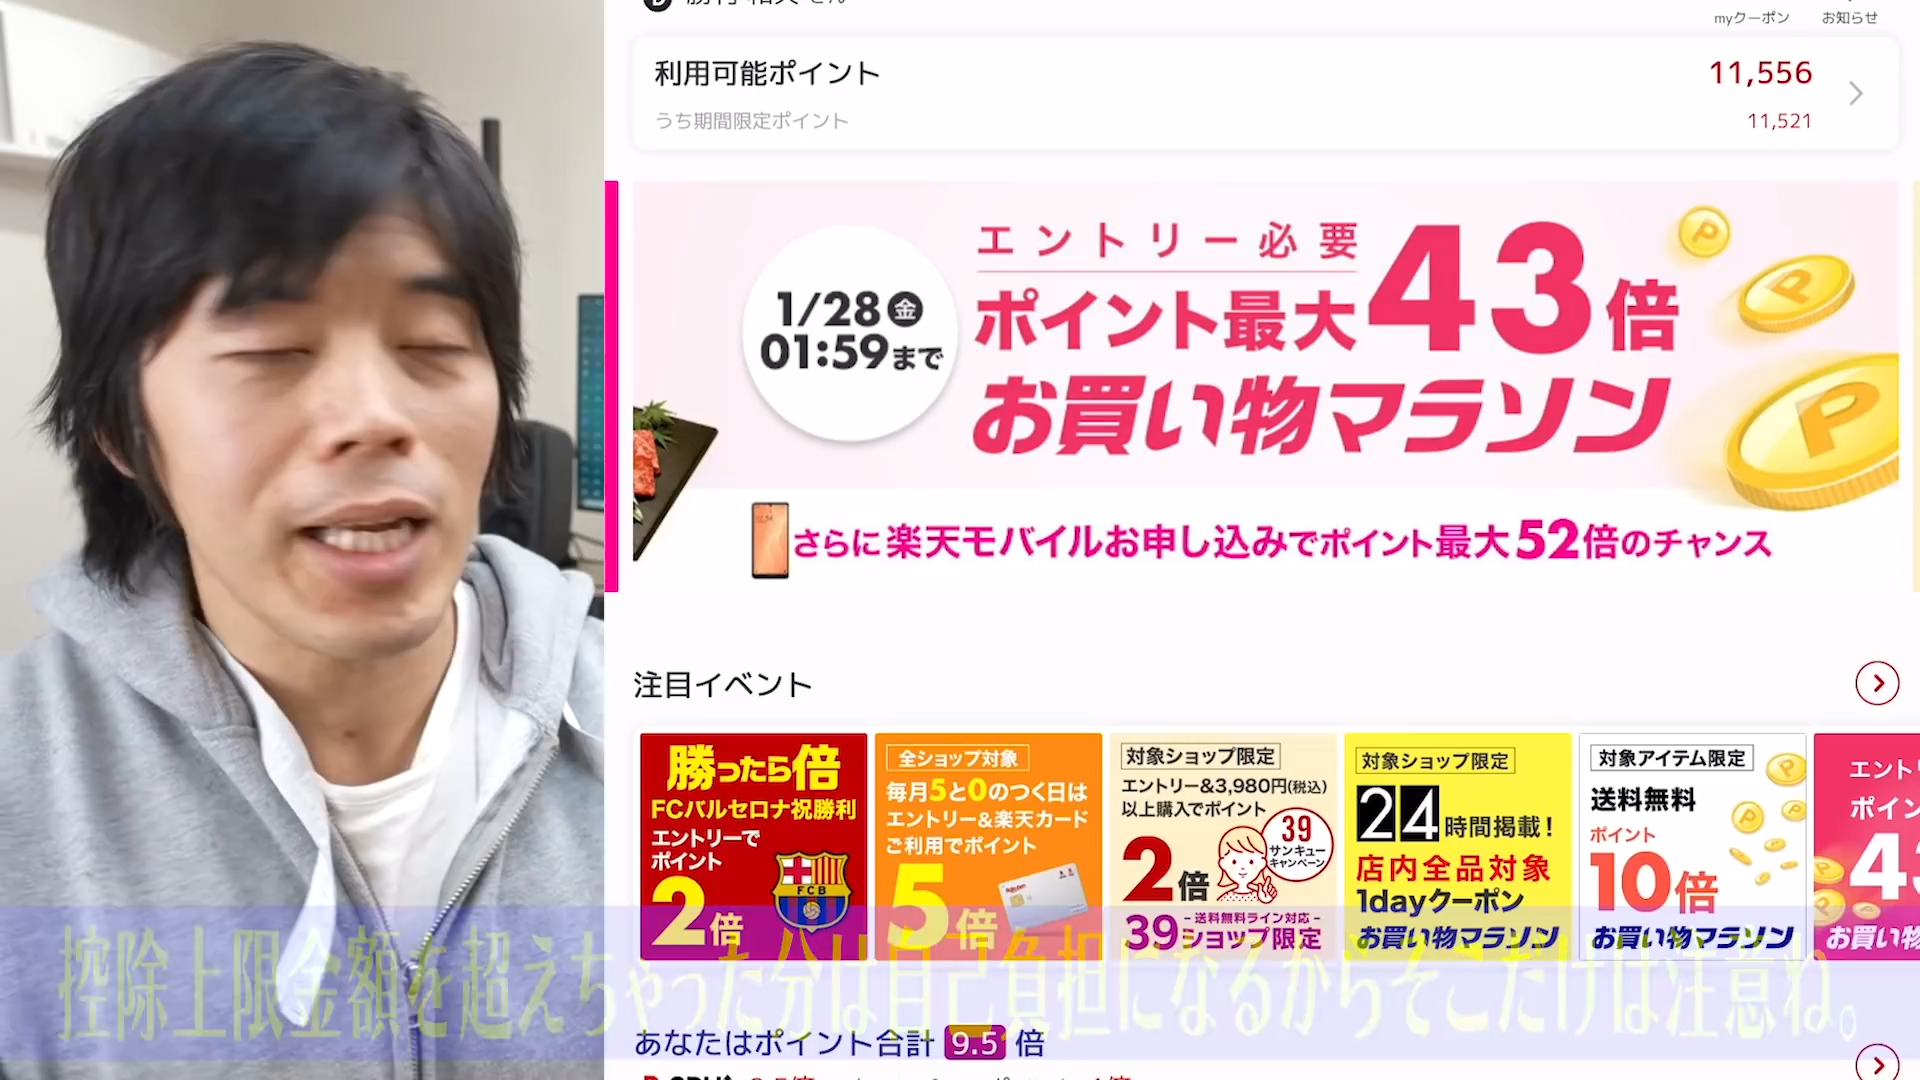 myクーポン
お知らせ
利用可能ポイント
11,556
うち期間限定ポイント
11,521
1/28金
01:59まで
エントリー必要
ポイント最大43倍
お買い物マラソン
さらに楽天モバイルお申し込みでポイント最大52倍のチャンス
注目イベント
勝ったら倍
FCバルセロナ祝勝利
エントリーで
ポイント
2倍
FCB
全ショップ対象
毎月5と0のつく日は
エントリー&楽天カード
ご利用でポイント
5倍
対象ショップ限定
エントリー&3,980円(税込)
以上購入でポイント
2倍
39
サンキュー
キャンペーン
-送料無料ライン対応-
39ショップ限定
対象ショップ限定
24時間掲載!
店内全品対象
1dayクーポン
お買い物マラソン
対象アイテム限定
送料無料
ポイント
10倍
お買い物マラソン
控除上限金額を超えちゃった分は自己負担になるからそこだけは注意ね。
あなたはポイント合計 9.5 倍